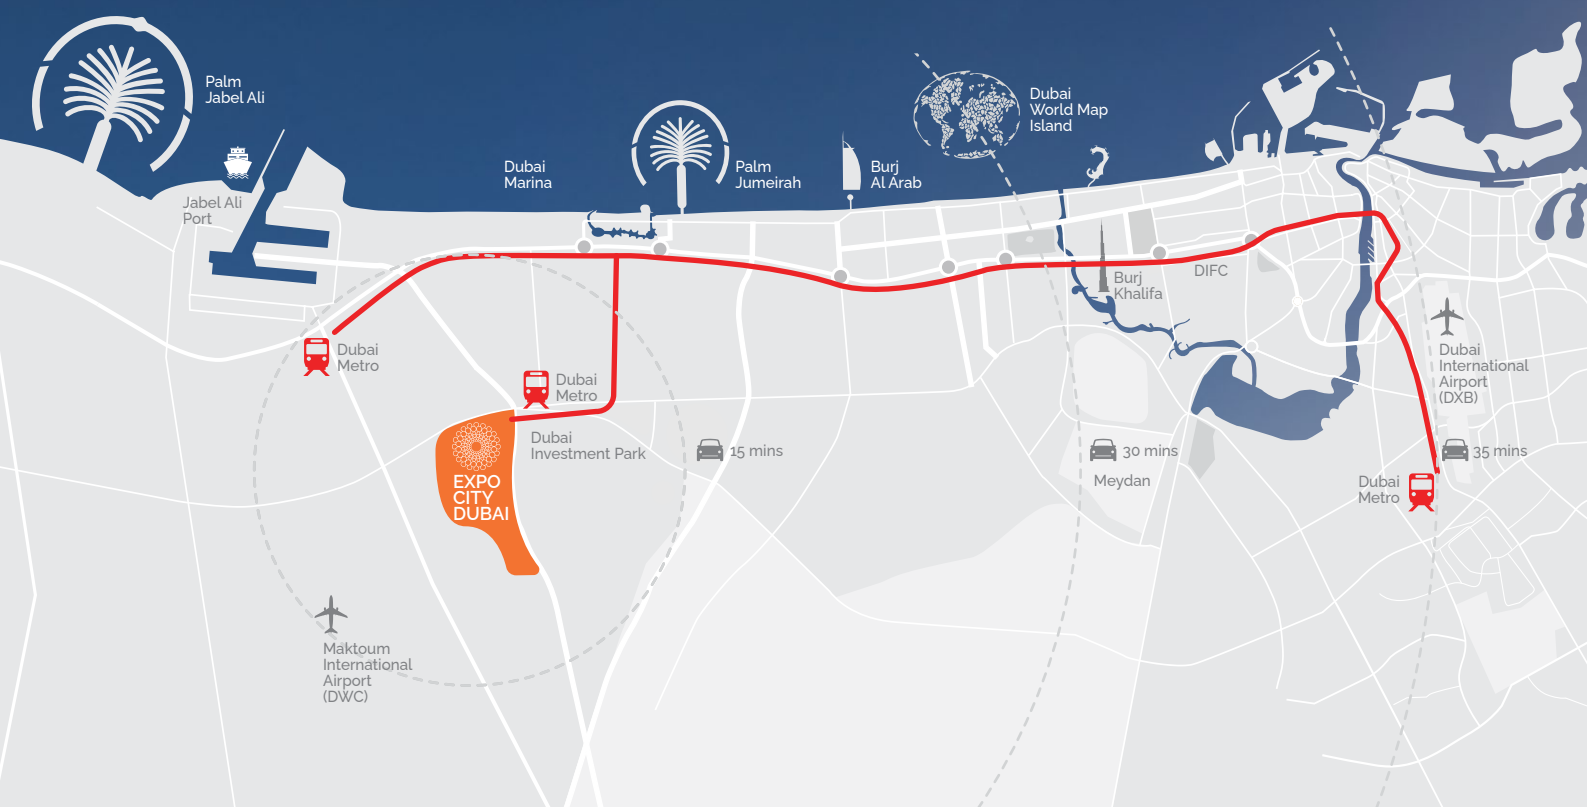 Palm
Jabel Ali
Jabel Ali
Port
Dubai
Marina
Palm
Jumeirah
Burj
Al Arab
Dubai
World Map
Island
Burj
Khalifa
DIFC
Dubai
International
Airport
(DXB)
Dubai
Metro
Dubai
Metro
Dubai
Investment Park
15 mins
30 mins
Meydan
35 mins
Dubai
Metro
EXPO
CITY
DUBAI
Maktoum
International
Airport
(DWC)